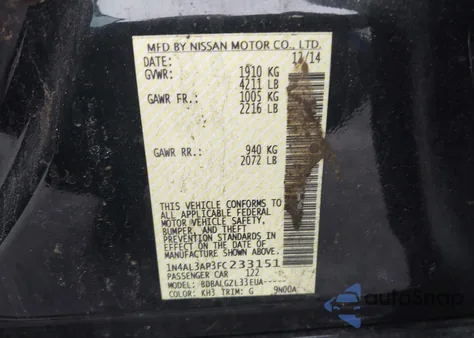 MFD BY NISSAN MOTOR CO., LTD.
DATE: 12/14
GVWR: 1910 KG
4211 LB
GAWR FR.: 1005 KG
2216 LB
GAWR RR.: 940 KG
2072 LB
THIS VEHICLE CONFORMS TO
ALL APPLICABLE FEDERAL
MOTOR VEHICLE SAFETY,
BUMPER, AND THEFT
PREVENTION STANDARDS IN
EFFECT ON THE DATE OF
MANUFACTURE SHOWN ABOVE.
1N4AL3AP3FC233151
PASSENGER CAR 122
MODEL: BDBALGZL33EUA-----
COLOR: KH3 TRIM: G 9N00A
AutoSnap